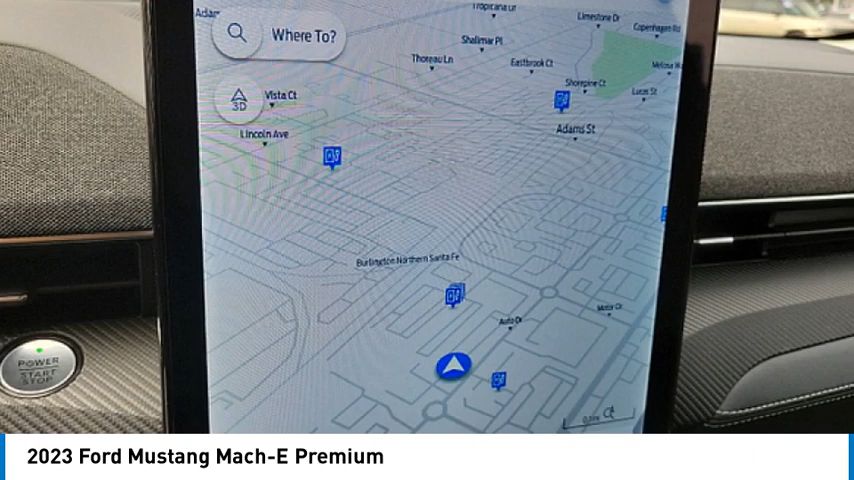 Tropicana Dr
Limestone Dr
Copenhagen Rd
Where To?
Shalimar Pl
Thoreau Ln
Eastbrook Ct
Melosa
Shorepine Ct
Lucas St
Vista Ct
3D
Lincoln Ave
Adams St
Burlington Northern Santa Fe
Motor Ct
Auto Dr
POWER
START
STOP
2023 Ford Mustang Mach-E Premium